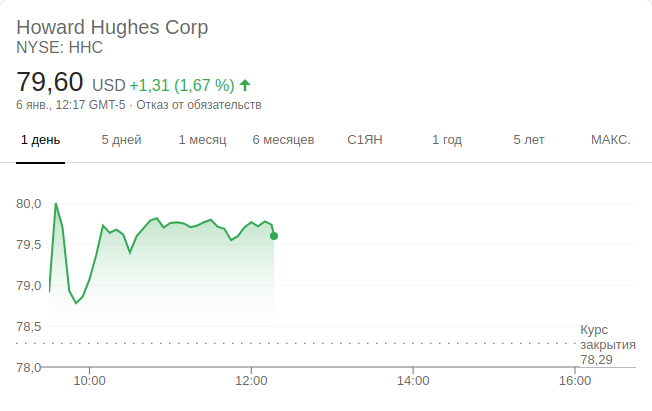 Howard Hughes Corp
NYSE: HHC
79,60 USD +1,31 (1,67 %)
6 янв., 12:17 GMT-5 · Отказ от обязательств
1 день 5 дней 1 месяц 6 месяцев С1ЯН 1 год 5 лет МАКС.
80,0
79,5
79,0
78,5
Курс
закрытия
78,29
78,0
10:00 12:00 14:00 16:00